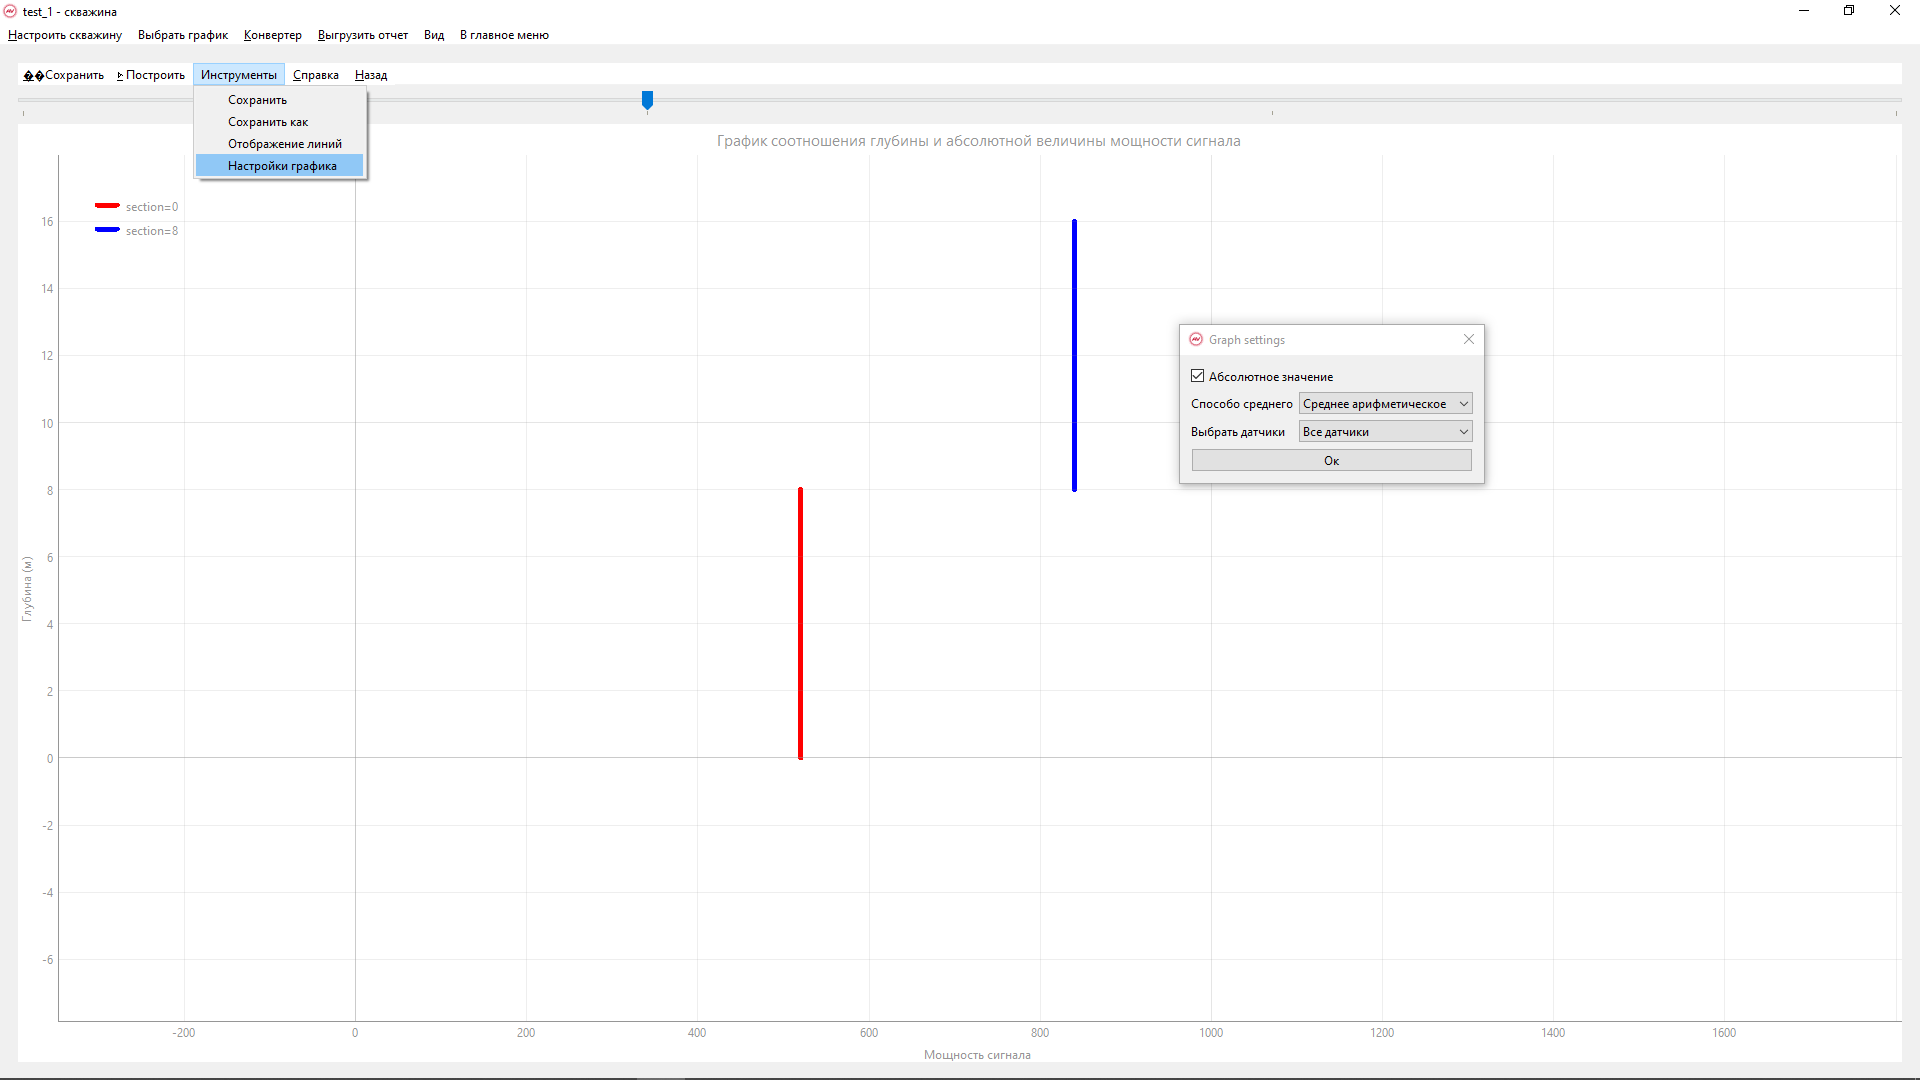 test_1 - скважина
Настроить скважину Выбрать график Конвертер Выгрузить отчет Вид В главное меню
��Сохранить Построить Инструменты Справка Назад
Сохранить
Сохранить как
Отображение линий
Настройки графика
График соотношения глубины и абсолютной величины мощности сигнала
section=0
section=8
16
14
12
10
8
6
4
2
0
-2
-4
-6
Глубина (м)
Graph settings
Абсолютное значение
Способо среднего Среднее арифметическое
Выбрать датчики Все датчики
Ок
-200 0 200 400 600 800 1000 1200 1400 1600
Мощность сигнала